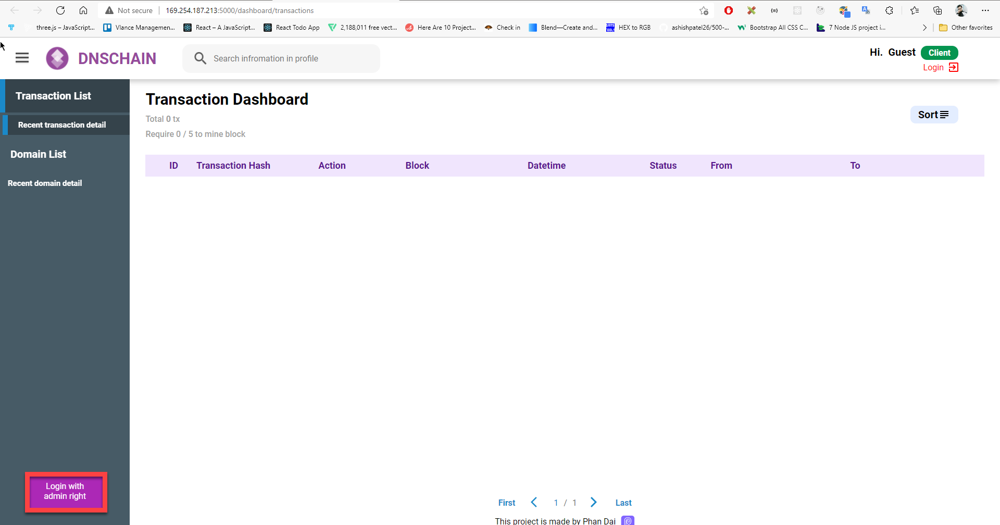 Not secure
169.254.187.213:5000/dashboard/transactions
three.js – JavaScript...
Vlance Managemen...
React – A JavaScript...
React Todo App
2,188,011 free vect...
Here Are 10 Project...
Check in
Blend—Create and...
HEX to RGB
ashishpatel26/500-...
Bootstrap All CSS C...
7 Node JS project i...
Other favorites
DNSCHAIN
Search infromation in profile
Hi. Guest
Client
Login
Transaction List
Recent transaction detail
Domain List
Recent domain detail
Login with
admin right
Transaction Dashboard
Total 0 tx
Require 0 / 5 to mine block
Sort
ID Transaction Hash Action Block Datetime Status From To
First 1 / 1 Last
This project is made by Phan Dai